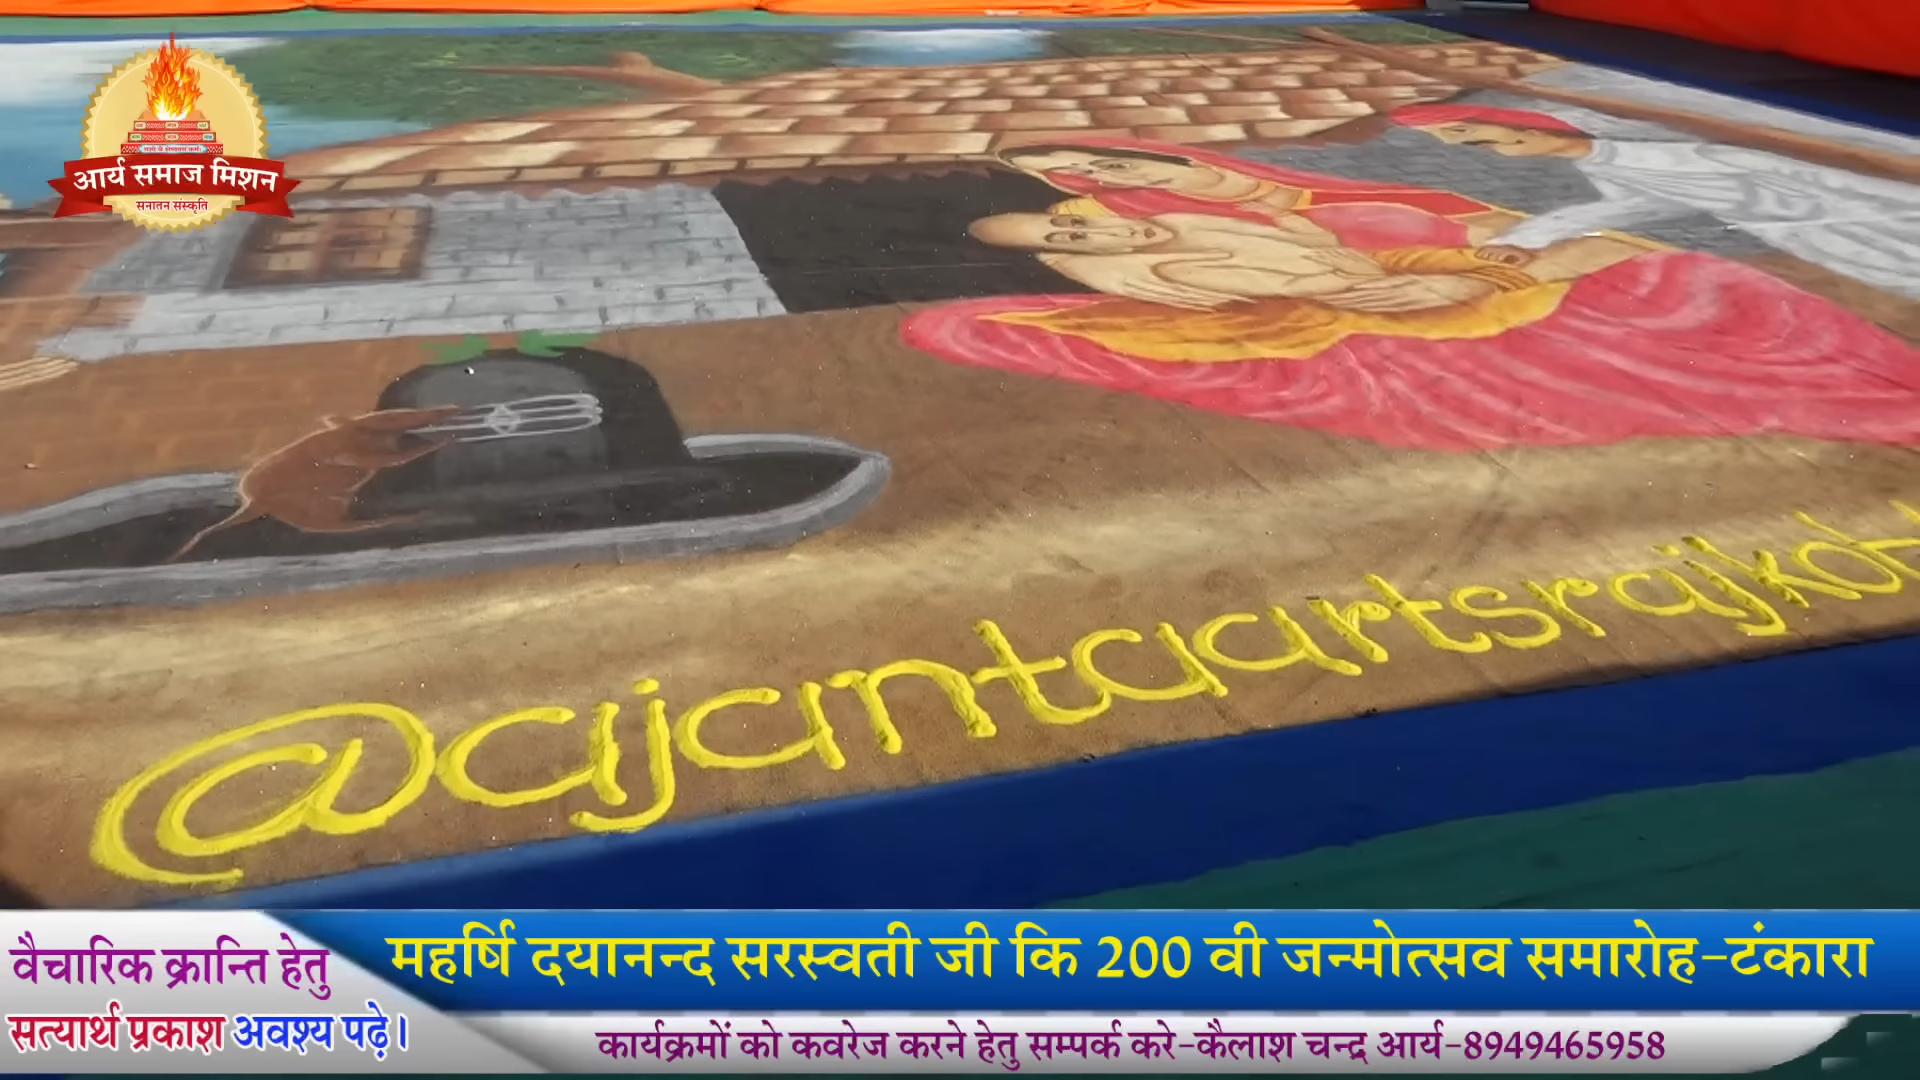 आर्य समाज मिशन
सनातन संस्कृति
@ajantaartsrajkot
वैचारिक क्रान्ति हेतु
सत्यार्थ प्रकाश अवश्य पढ़े।
महर्षि दयानन्द सरस्वती जी कि 200 वी जन्मोत्सव समारोह-टंकारा
कार्यक्रमों को कवरेज करने हेतु सम्पर्क करे-कैलाश चन्द्र आर्य-8949465958